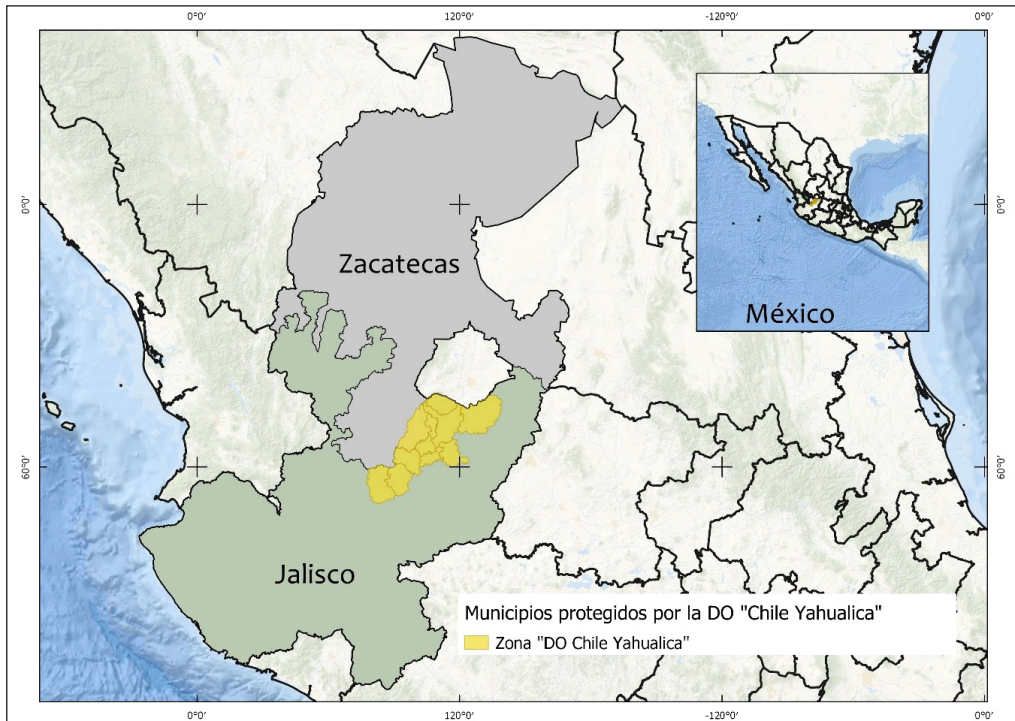 0°0′ 120°0′ -120°0′ 0°0′
0°0′ 0°0′
Zacatecas
México
60°0′ 60°0′
Jalisco
Municipios protegidos por la DO "Chile Yahualica"
Zona "DO Chile Yahualica"
0°0′ 120°0′ -120°0′ 0°0′